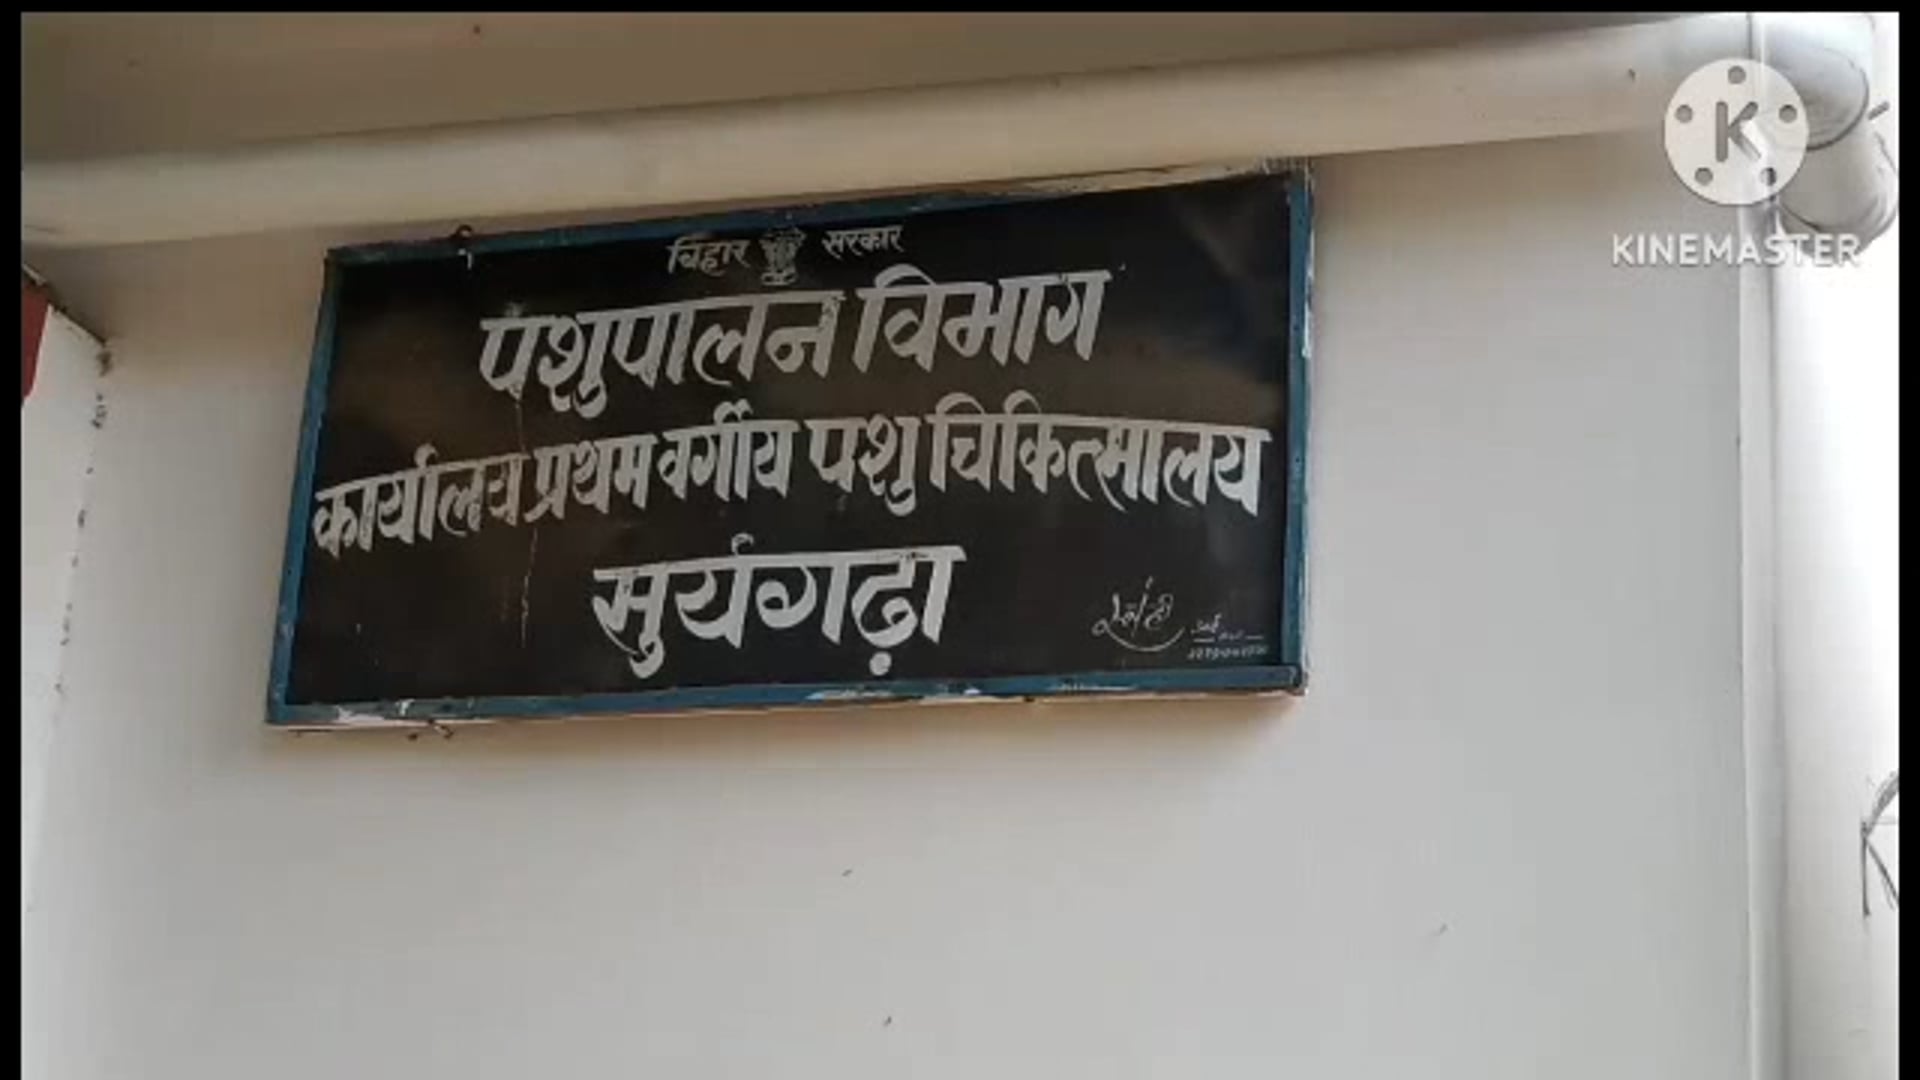 बिहार सरकार
पशुपालन विभाग
कार्यालय प्रथम वर्गीय पशु चिकित्सालय
सुर्यगढ़ा
K
KINEMASTER